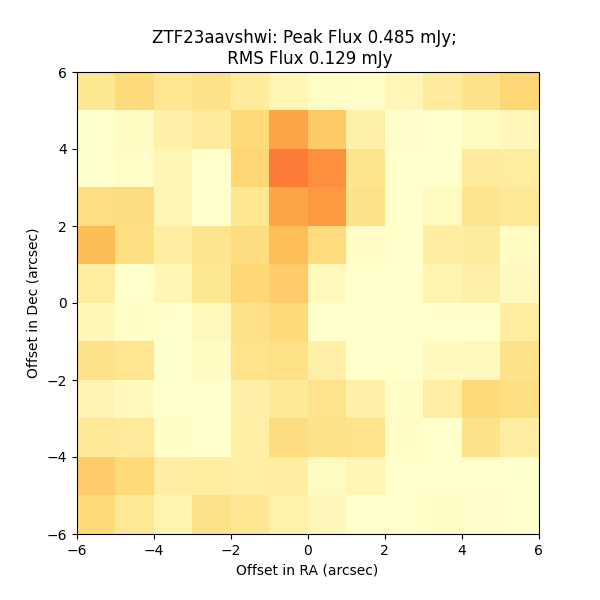 ZTF23aavshwi: Peak Flux 0.485 mJy;
RMS Flux 0.129 mJy
6
4
2
0
−2
−4
−6
Offset in Dec (arcsec)
−6 −4 −2 0 2 4 6
Offset in RA (arcsec)